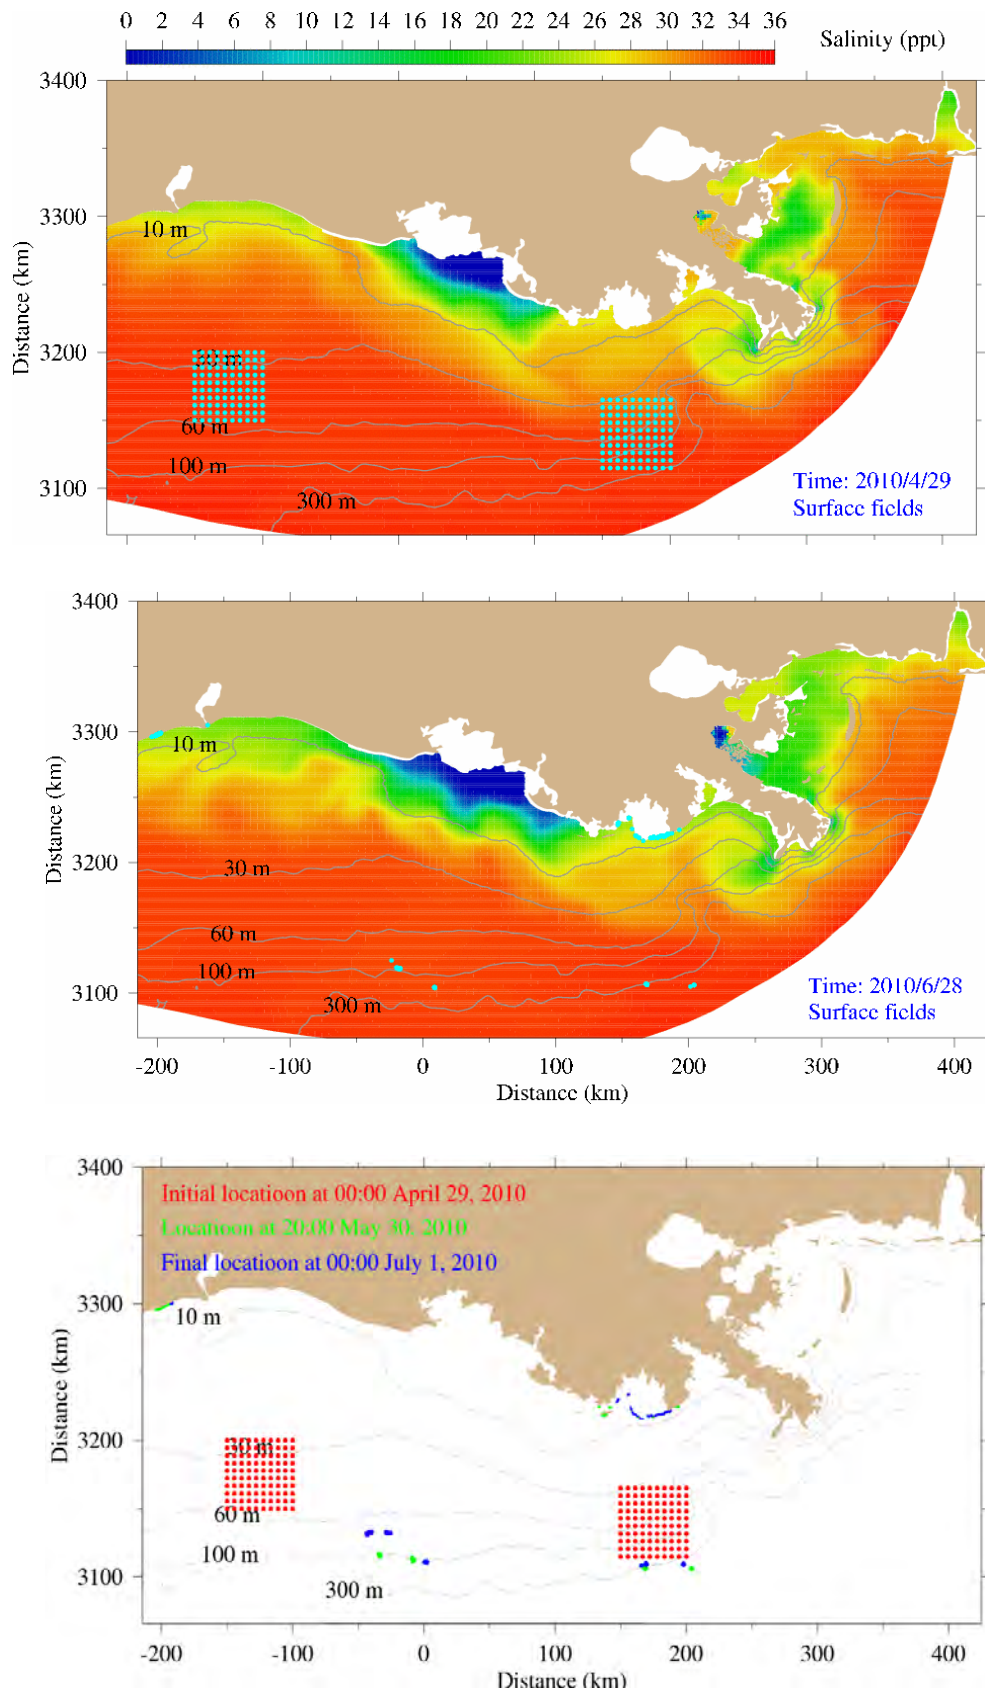 0 2 4 6 8 10 12 14 16 18 20 22 24 26 28 30 32 34 36
Salinity (ppt)
3400
3300
3200
3100
Distance (km)
10 m
30 m
60 m
100 m
300 m
Time: 2010/4/29
Surface fields
3400
3300
3200
3100
Distance (km)
10 m
30 m
60 m
100 m
300 m
Time: 2010/6/28
Surface fields
-200 -100 0 100 200 300 400
Distance (km)
3400
3300
3200
3100
Distance (km)
Initial locatioon at 00:00 April 29, 2010
Locatioon at 20:00 May 30, 2010
Final locatioon at 00:00 July 1, 2010
10 m
30 m
60 m
100 m
300 m
-200 -100 0 100 200 300 400
Distance (km)